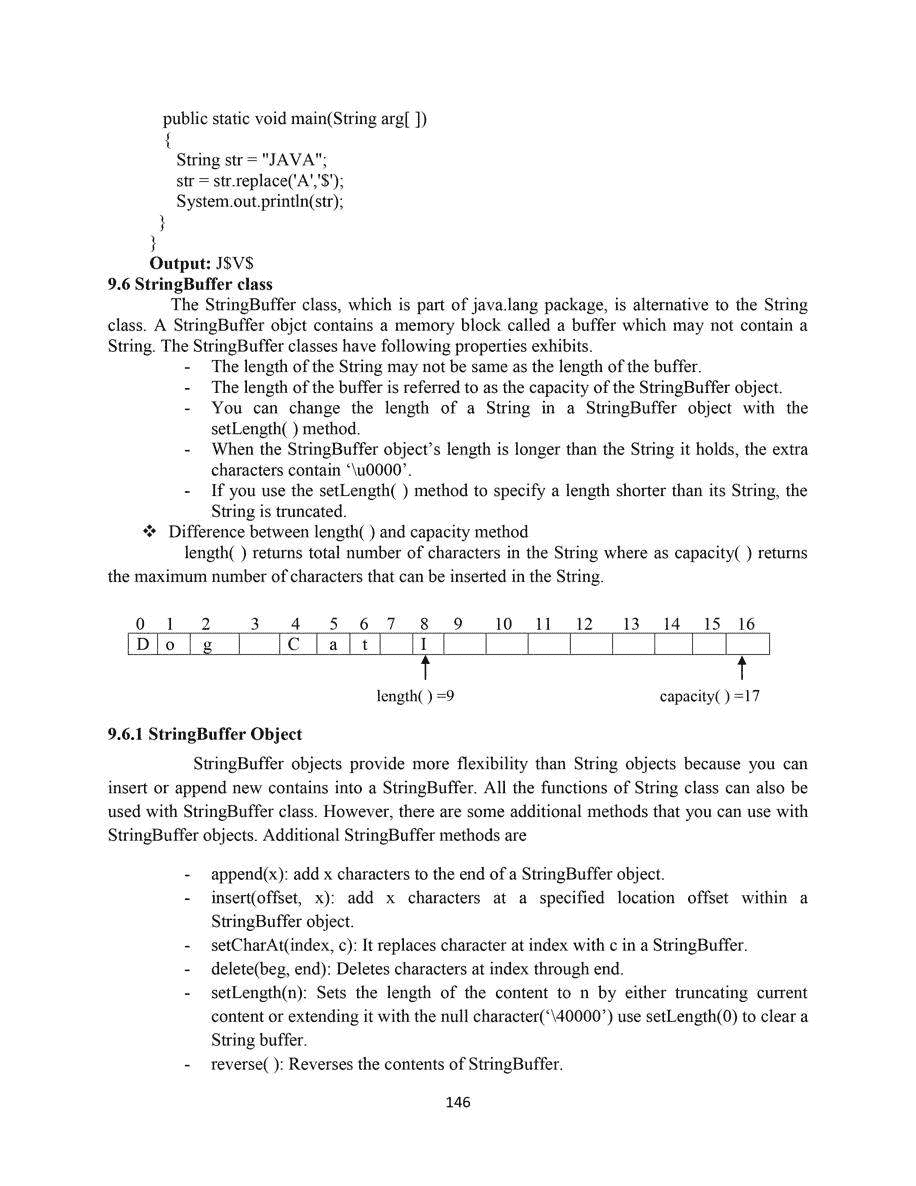 public static void main(String arg[ ])
{
String str = "JAVA";
str = str.replace('A','$');
System.out.println(str);
}
}
Output: J$V$
9.6 StringBuffer class
The StringBuffer class, which is part of java.lang package, is alternative to the String
class. A StringBuffer objct contains a memory block called a buffer which may not contain a
String. The StringBuffer classes have following properties exhibits.
- The length of the String may not be same as the length of the buffer.
- The length of the buffer is referred to as the capacity of the StringBuffer object.
- You can change the length of a String in a StringBuffer object with the
setLength( ) method.
- When the StringBuffer object’s length is longer than the String it holds, the extra
characters contain ‘\u0000’.
- If you use the setLength( ) method to specify a length shorter than its String, the
String is truncated.
❖ Difference between length( ) and capacity method
length( ) returns total number of characters in the String where as capacity( ) returns
the maximum number of characters that can be inserted in the String.
0 1 2 3 4 5 6 7 8 9 10 11 12 13 14 15 16
D o g C a t I
length( ) =9 capacity( ) =17
9.6.1 StringBuffer Object
StringBuffer objects provide more flexibility than String objects because you can
insert or append new contains into a StringBuffer. All the functions of String class can also be
used with StringBuffer class. However, there are some additional methods that you can use with
StringBuffer objects. Additional StringBuffer methods are
- append(x): add x characters to the end of a StringBuffer object.
- insert(offset, x): add x characters at a specified location offset within a
StringBuffer object.
- setCharAt(index, c): It replaces character at index with c in a StringBuffer.
- delete(beg, end): Deletes characters at index through end.
- setLength(n): Sets the length of the content to n by either truncating current
content or extending it with the null character(‘\40000’) use setLength(0) to clear a
String buffer.
- reverse( ): Reverses the contents of StringBuffer.
146